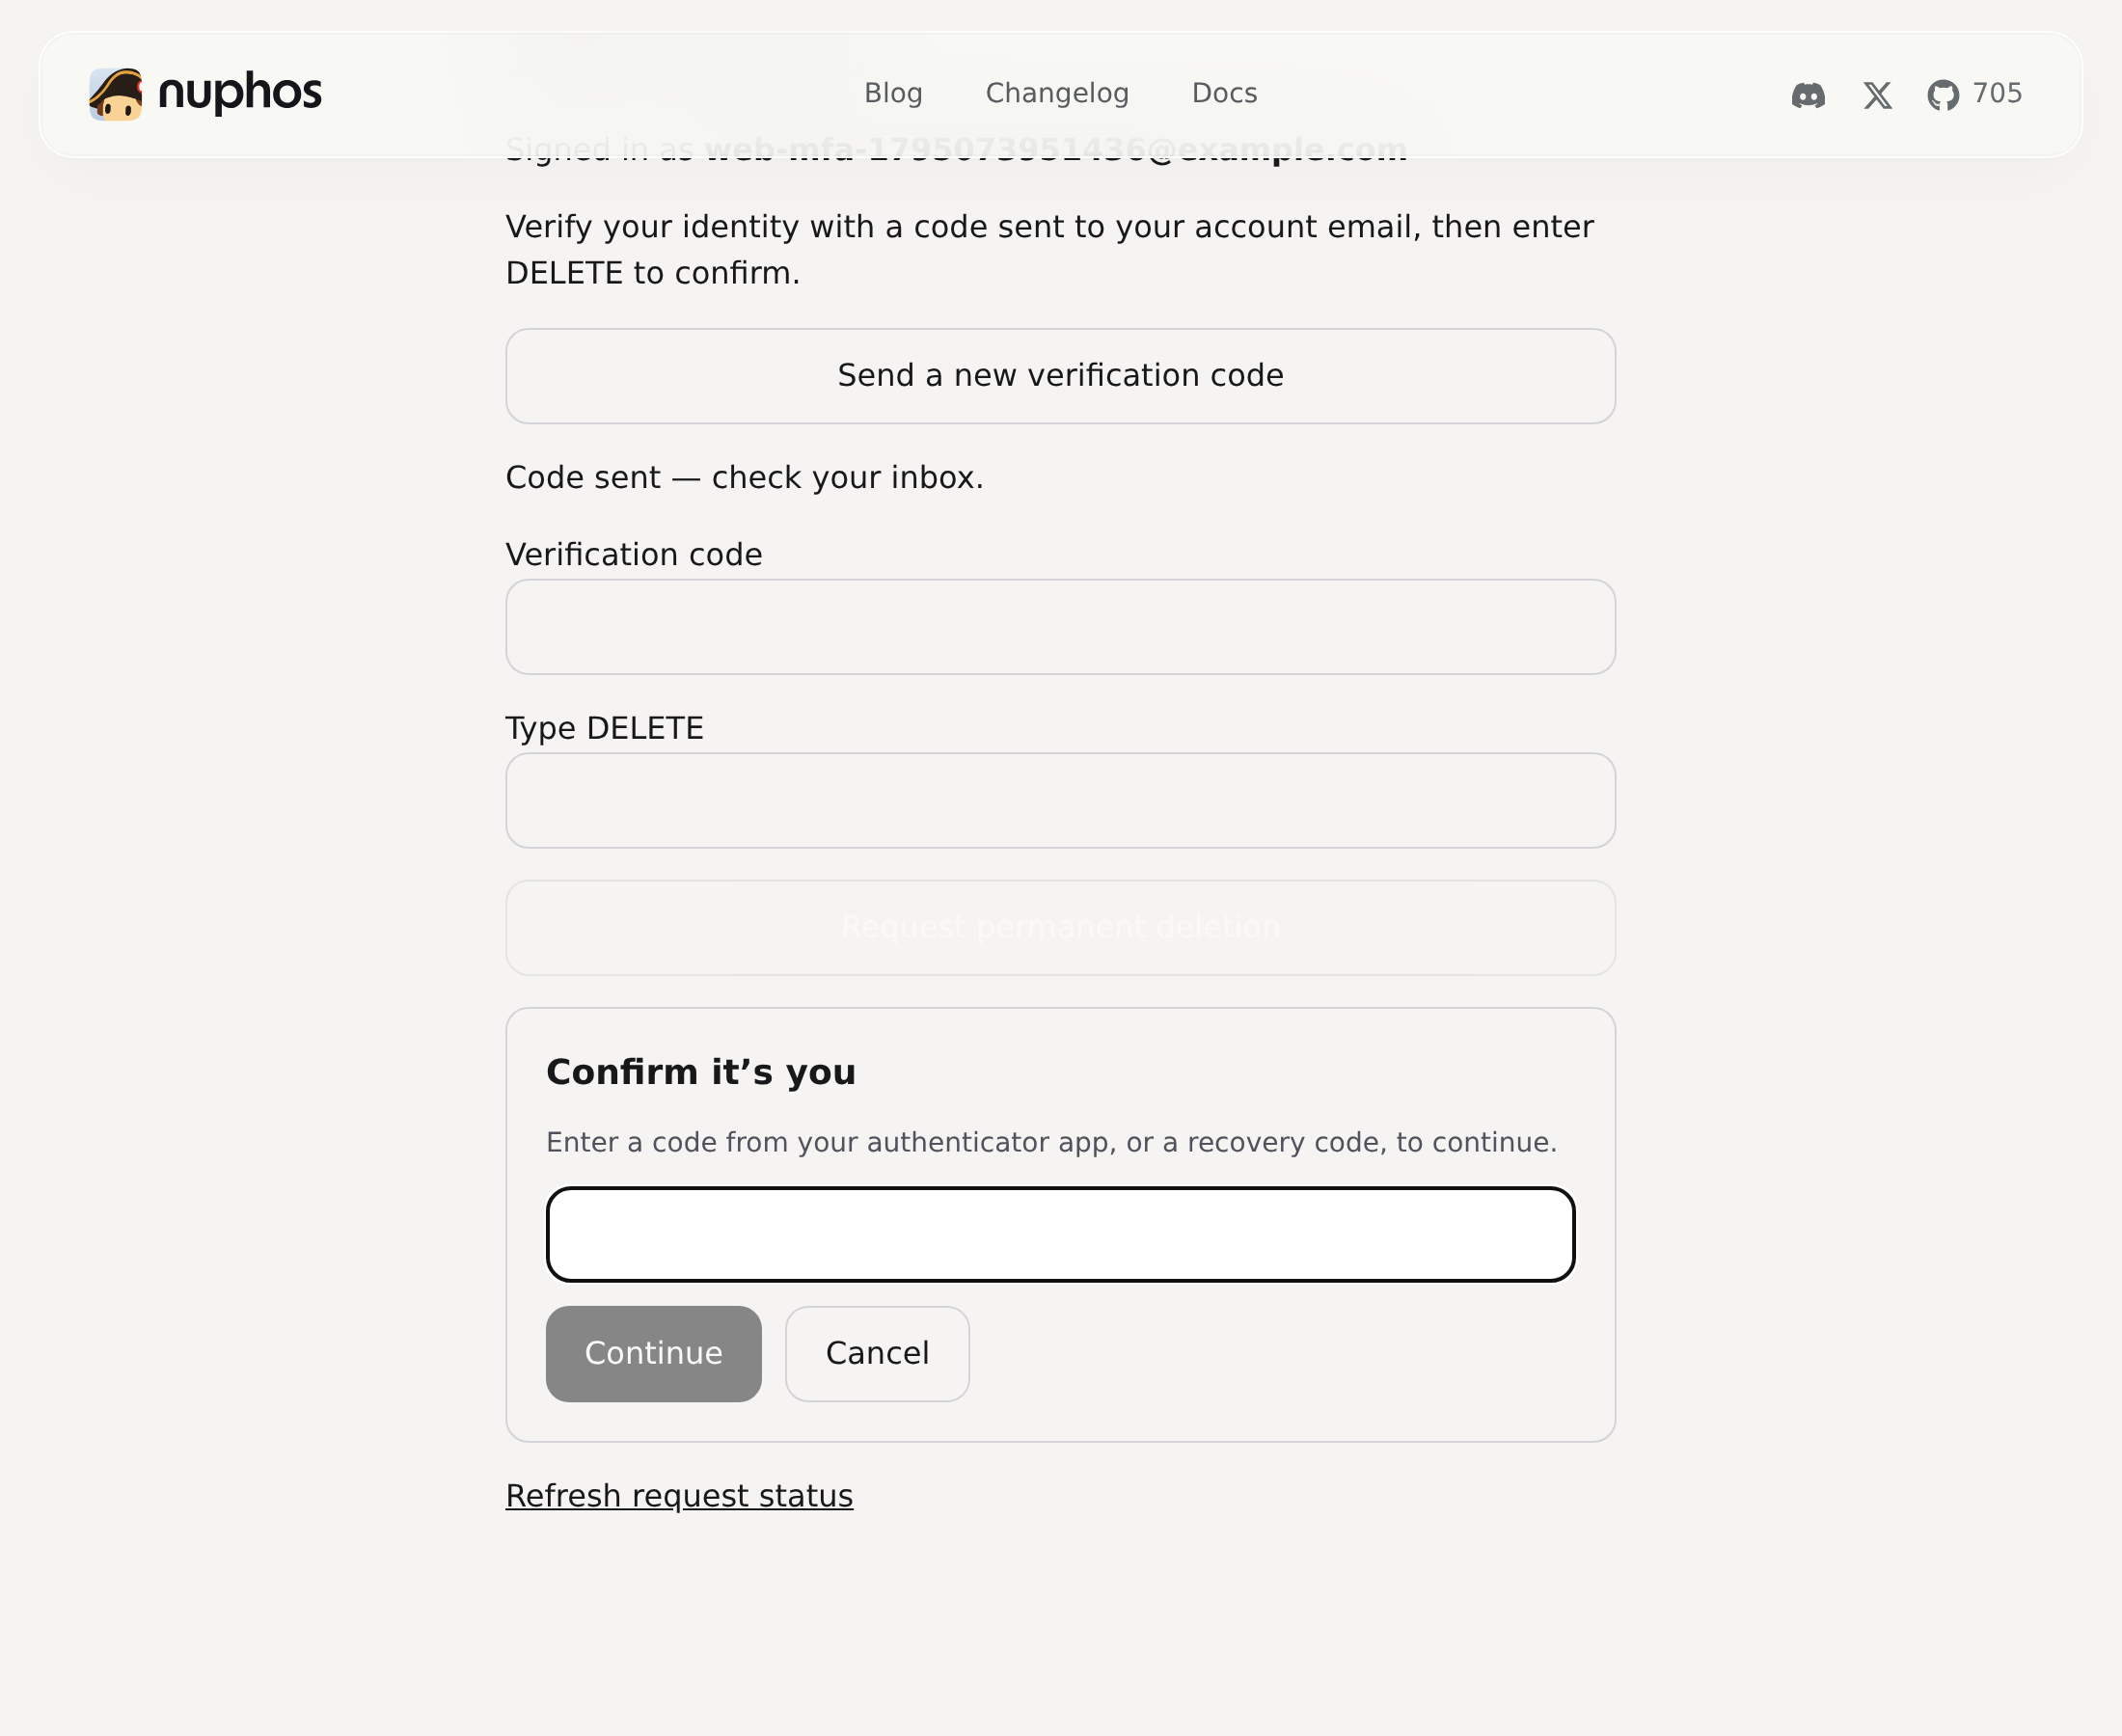 nuphos
Blog Changelog Docs
705
Signed in as web-mfa-1795073951436@example.com
Verify your identity with a code sent to your account email, then enter
DELETE to confirm.
Send a new verification code
Code sent — check your inbox.
Verification code
Type DELETE
Request permanent deletion
Confirm it’s you
Enter a code from your authenticator app, or a recovery code, to continue.
Continue Cancel
Refresh request status